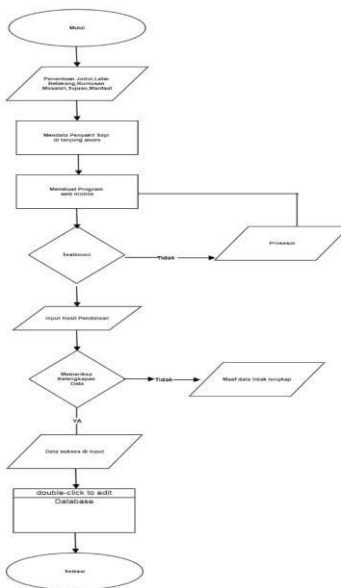 Mulai
Penentuan Judul,Latar
Belakang,Rumusan
Masalah,Tujuan,Manfaat
Mendata Penyakit Sapi
di tanjung anom
Membuat Program
web mobile
Tidak
Input Hasil Pendataan
Memeriksa
Kelengkapan
Data
Tidak
Maaf data tidak lengkap
YA
Data sukses di input
double-click to edit
Database
Selesai